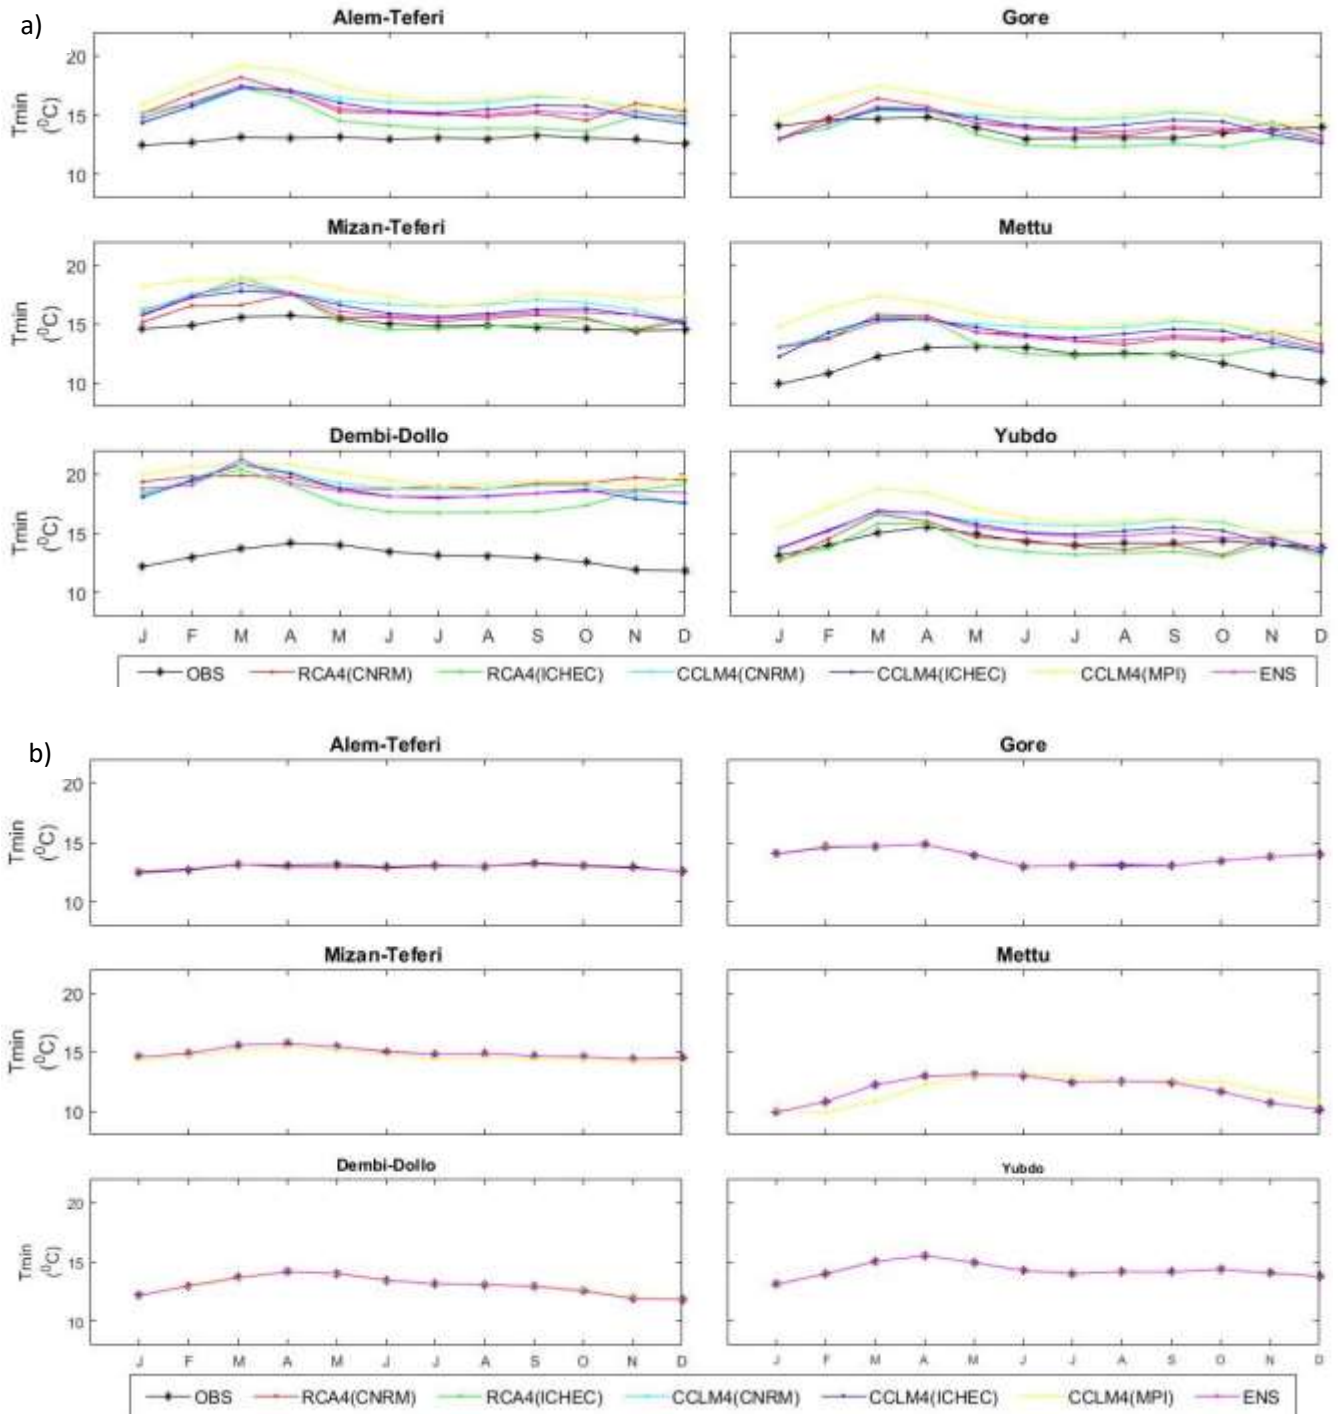 a)
Alem-Teferi
Gore
20
15
10
Tmin
(⁰C)
Mizan-Teferi
Mettu
20
15
10
Tmin
(⁰C)
Dembi-Dollo
Yubdo
20
15
10
Tmin
(⁰C)
J F M A M J J A S O N D
J F M A M J J A S O N D
OBS RCA4(CNRM) RCA4(ICHEC) CCLM4(CNRM) CCLM4(ICHEC) CCLM4(MPI) ENS
b)
Alem-Teferi
Gore
20
15
10
Tmin
(⁰C)
Mizan-Teferi
Mettu
20
15
10
Tmin
(⁰C)
Dembi-Dollo
Yubdo
20
15
10
Tmin
(⁰C)
J F M A M J J A S O N D
J F M A M J J A S O N D
OBS RCA4(CNRM) RCA4(ICHEC) CCLM4(CNRM) CCLM4(ICHEC) CCLM4(MPI) ENS